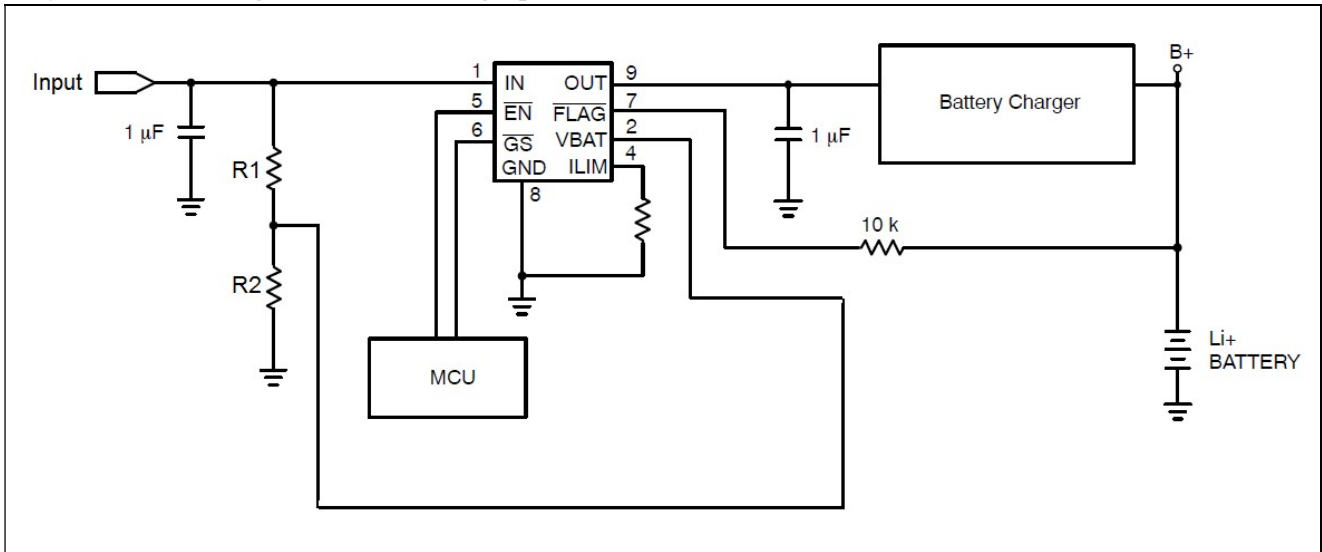 Input
1 μF
R1
R2
1
5
6
IN
EN
GS
GND
OUT
FLAG
VBAT
ILIM
9
7
2
4
8
MCU
1 μF
Battery Charger
B+
10 k
Li+
BATTERY